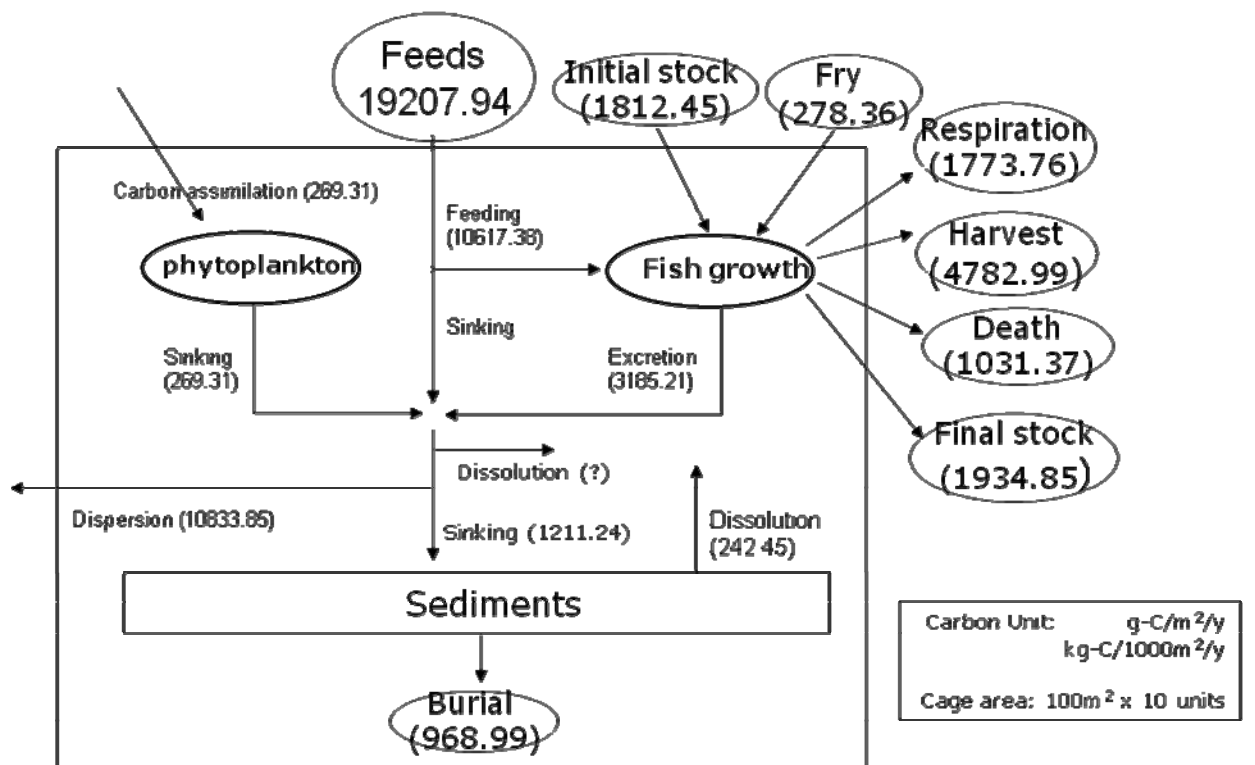 Feeds
19207.94
Initial stock
(1812.45)
Fry
(278.36)
Respiration
(1773.76)
Carbon assimilation (269.31)
Feeding
(10617.38)
Harvest
(4782.99)
phytoplankton
Fish growth
Sinking
Death
(1031.37)
Sinking
(269.31)
Excretion
(3185.21)
Final stock
(1934.85)
Dissolution (?)
Dispersion (10833.85)
Sinking (1211.24)
Dissolution
(242 45)
Sediments
Carbon Unit: g-C/m²/y
kg-C/1000m²/y
Cage area: 100m² x 10 units
Burial
(968.99)